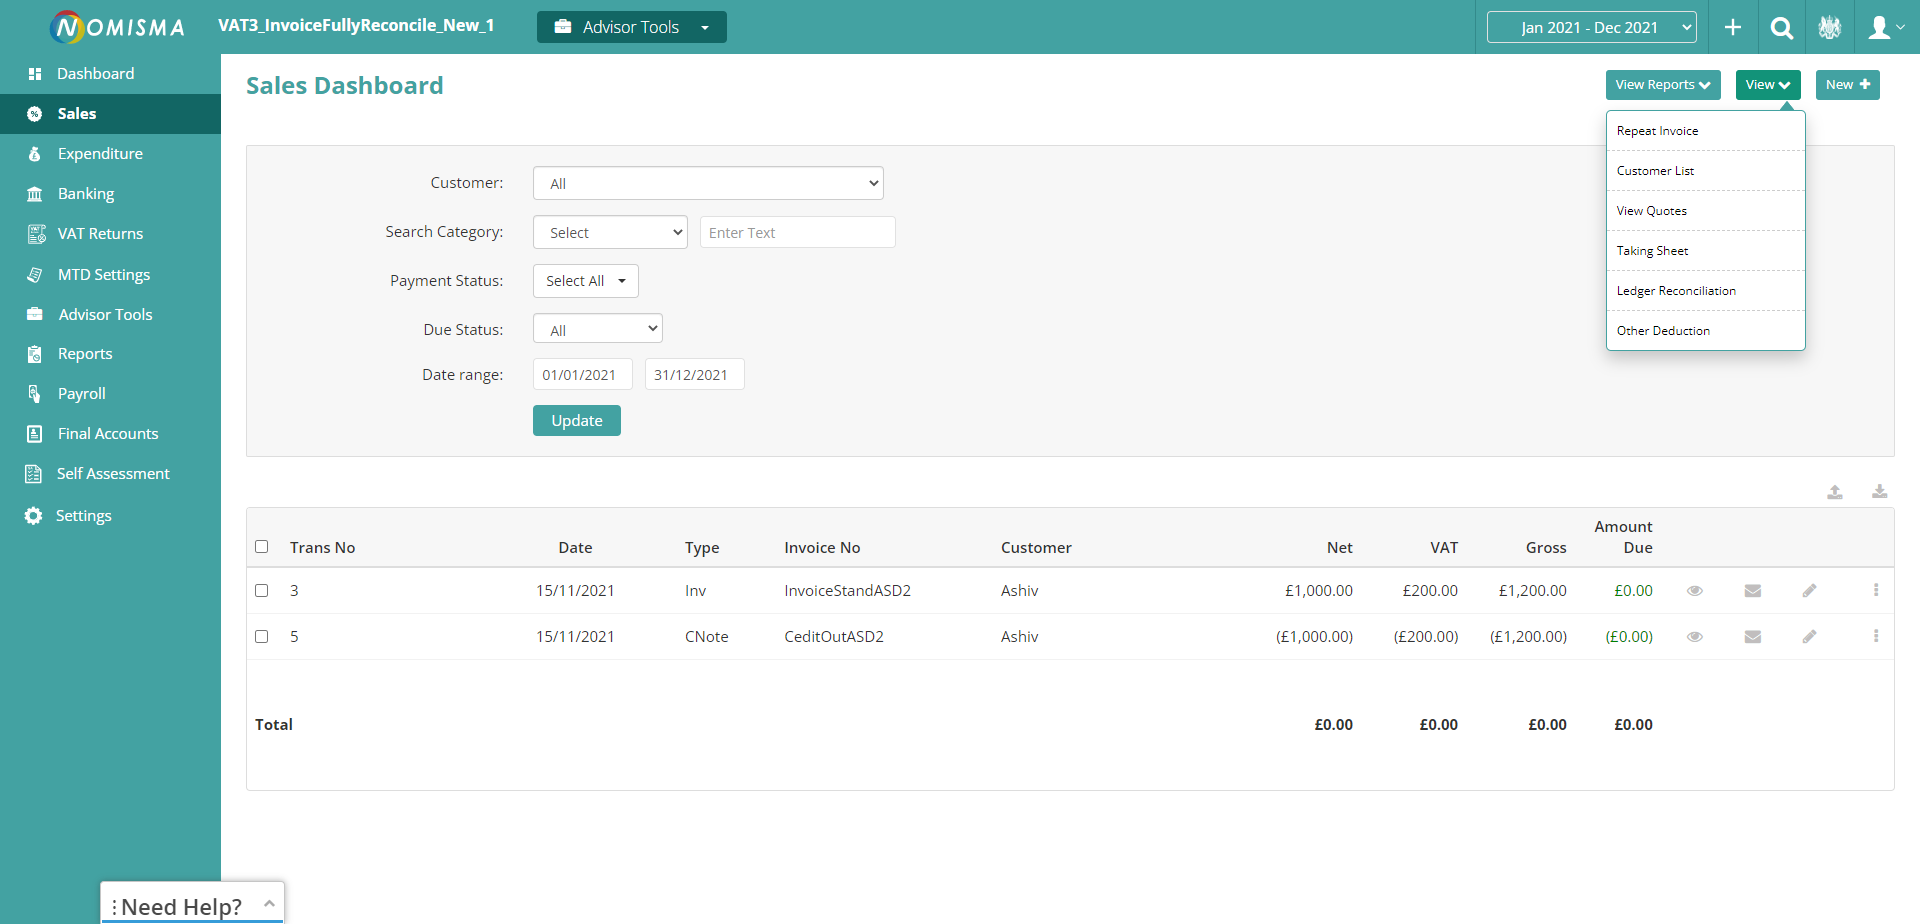 NOMISMA
VAT3_InvoiceFullyReconcile_New_1
Advisor Tools
Jan 2021 - Dec 2021
Dashboard
Sales
Expenditure
Banking
VAT Returns
MTD Settings
Advisor Tools
Reports
Payroll
Final Accounts
Self Assessment
Settings
Sales Dashboard
View Reports
View
New
Repeat Invoice
Customer List
View Quotes
Taking Sheet
Ledger Reconciliation
Other Deduction
Customer: All
Search Category: Select Enter Text
Payment Status: Select All
Due Status: All
Date range: 01/01/2021 31/12/2021
Update
Trans No Date Type Invoice No Customer Net VAT Gross Amount Due
3 15/11/2021 Inv InvoiceStandASD2 Ashiv £1,000.00 £200.00 £1,200.00 £0.00
5 15/11/2021 CNote CeditOutASD2 Ashiv (£1,000.00) (£200.00) (£1,200.00) (£0.00)
Total £0.00 £0.00 £0.00 £0.00
Need Help?